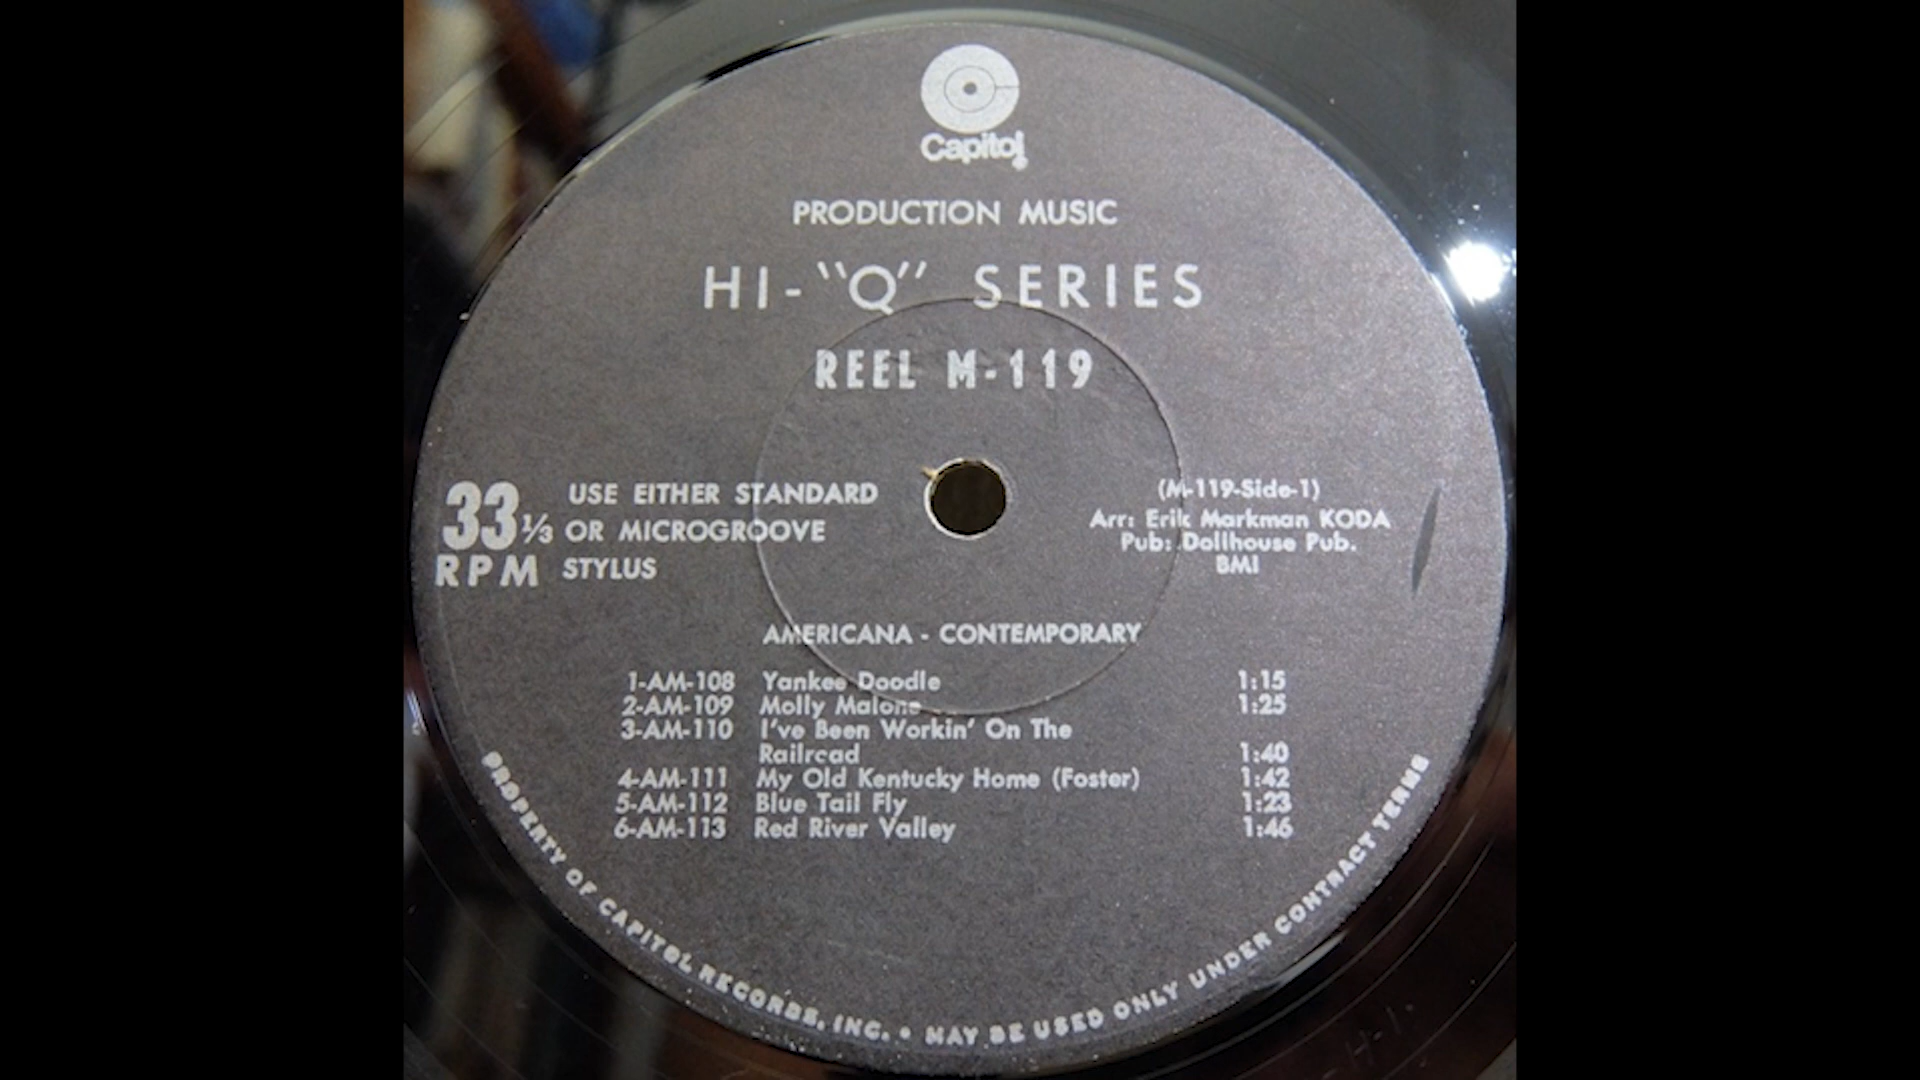 Capitol
PRODUCTION MUSIC
HI-"Q" SERIES
REEL M-119
33 1/3 RPM
USE EITHER STANDARD
OR MICROGROOVE
STYLUS
(M-119-Side-1)
Arr: Erik Markman KODA
Pub: Dollhouse Pub.
BMI
AMERICANA - CONTEMPORARY
1-AM-108 Yankee Doodle 1:15
2-AM-109 Molly Malone 1:25
3-AM-110 I've Been Workin' On The
Railroad 1:40
4-AM-111 My Old Kentucky Home (Foster) 1:42
5-AM-112 Blue Tail Fly 1:23
6-AM-113 Red River Valley 1:46
PROPERTY OF CAPITOL RECORDS, INC. • MAY BE USED ONLY UNDER CONTRACT TERMS